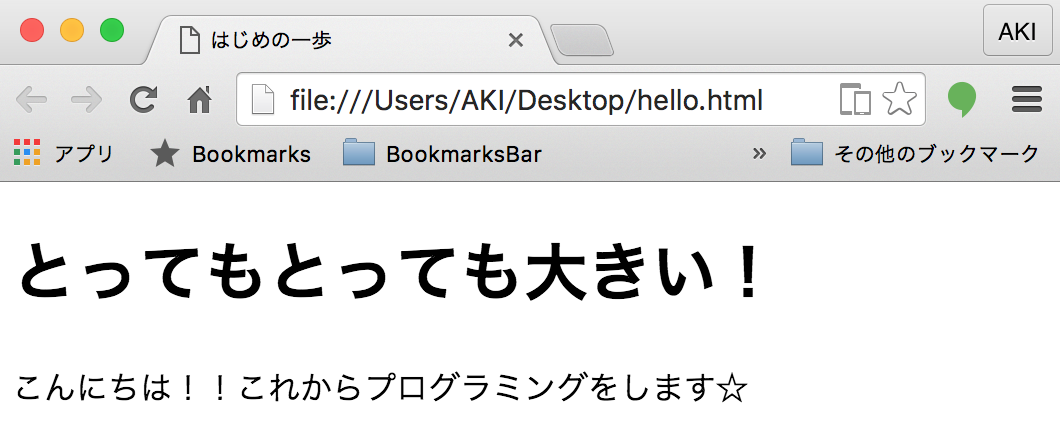 はじめの一歩
AKI
file:///Users/AKI/Desktop/hello.html
アプリ Bookmarks BookmarksBar » その他のブックマーク
とってもとっても大きい！
こんにちは！！これからプログラミングをします☆